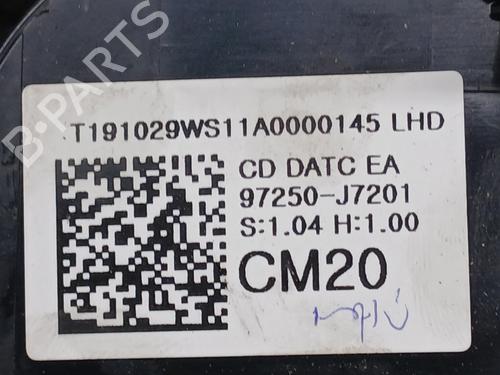 B-PARTS
T191029WS11A0000145 LHD
CD DATC EA
97250-J7201
S:1.04 H:1.00
CM20